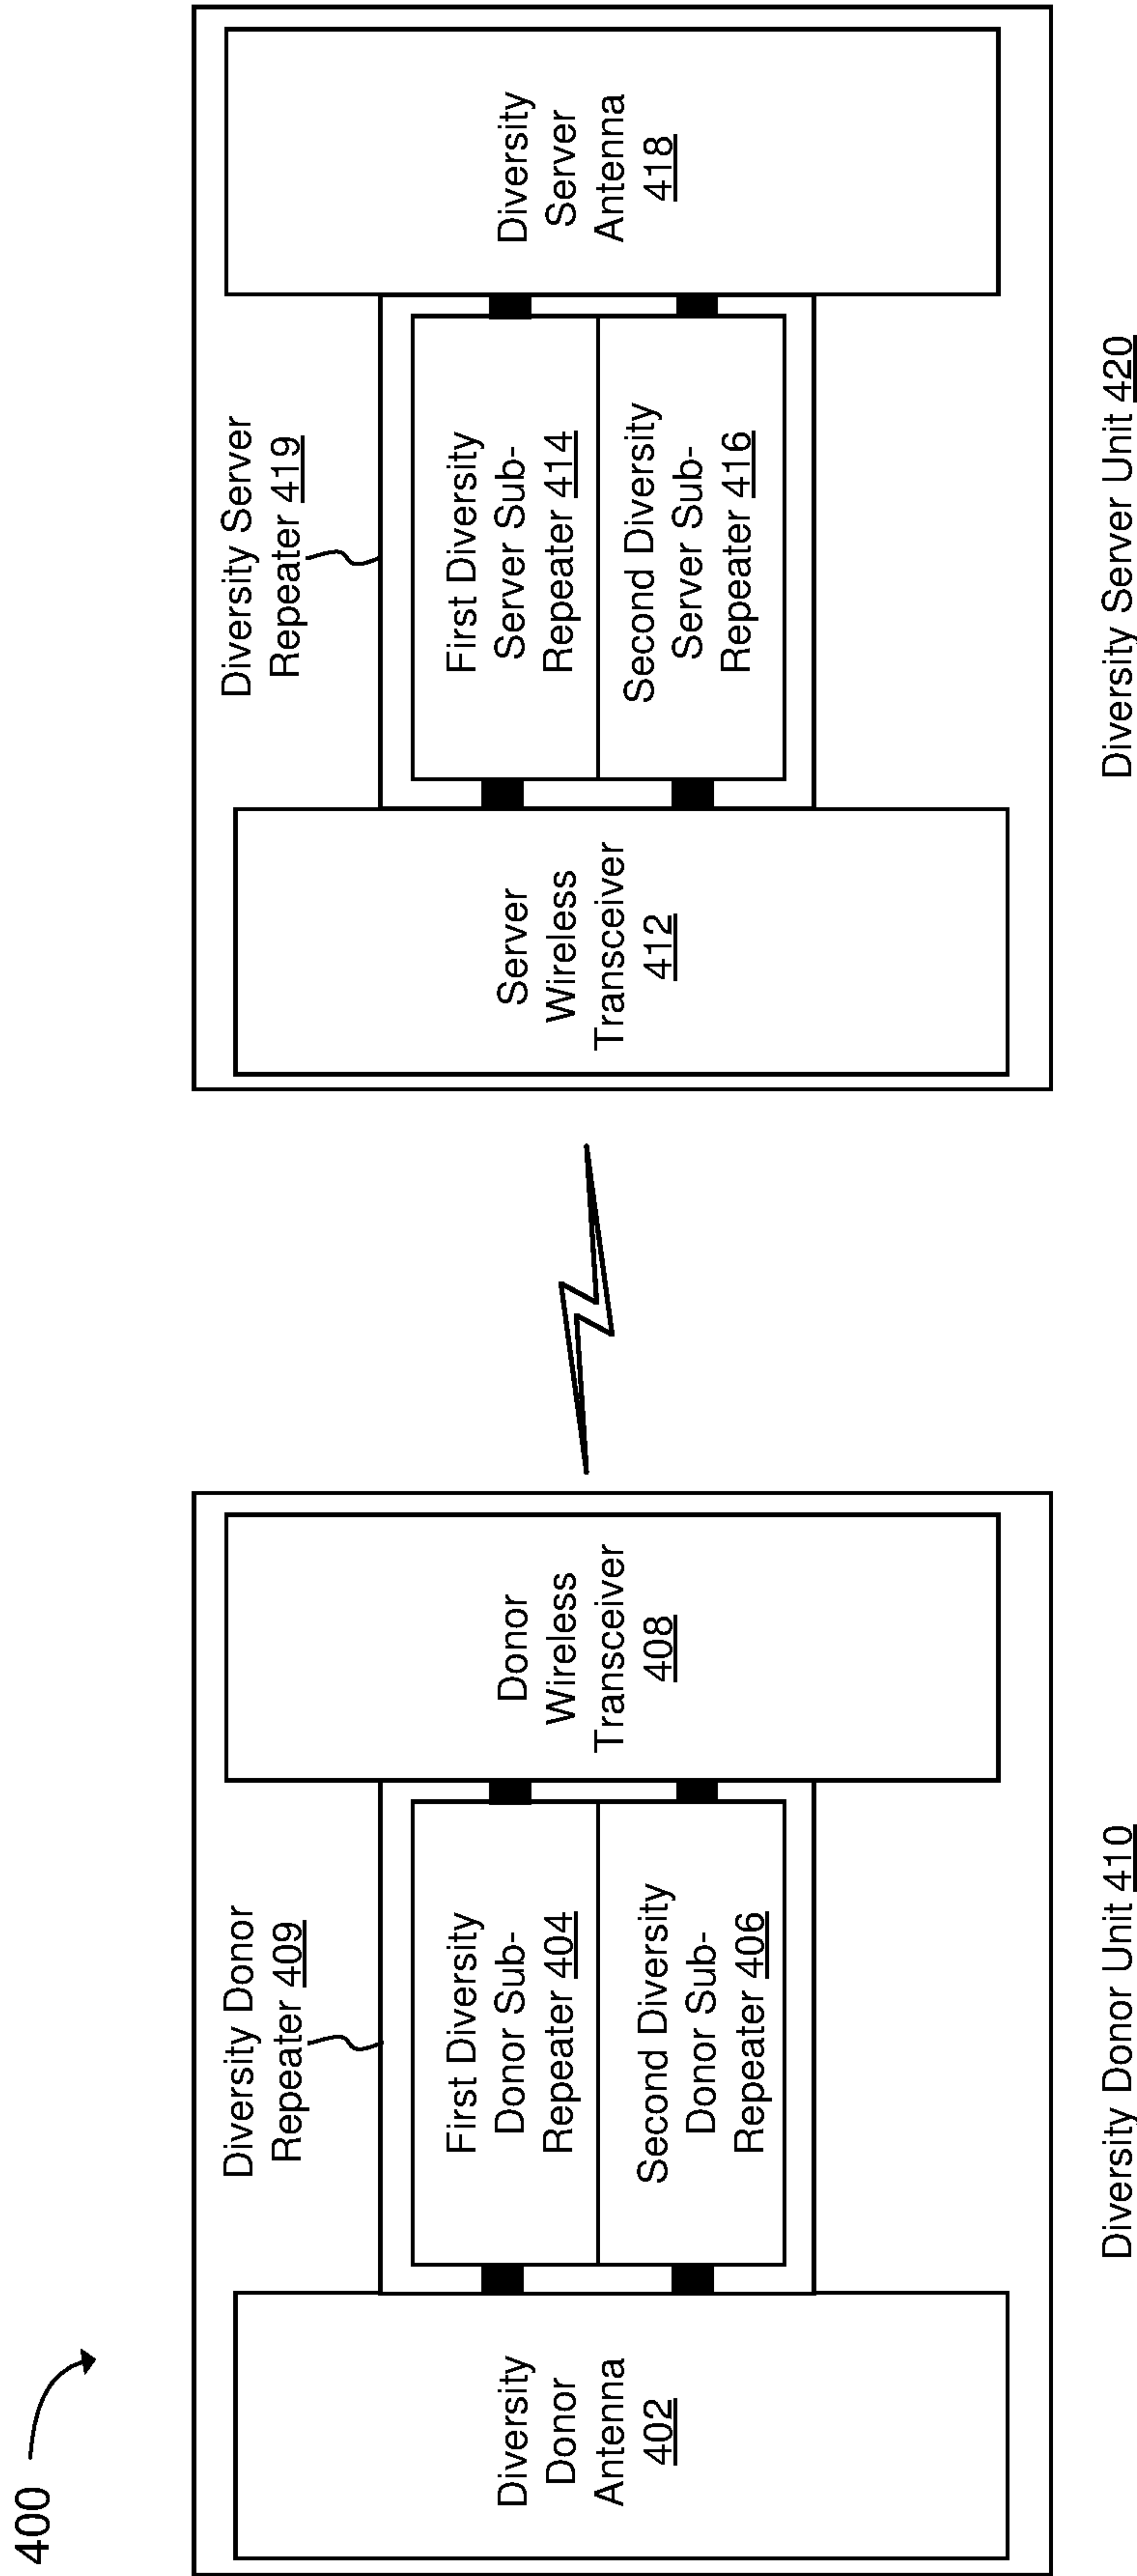 400
Diversity Donor
Repeater 409
Diversity
Donor
Antenna
402
First Diversity
Donor Sub-
Repeater 404
Second Diversity
Donor Sub-
Repeater 406
Donor
Wireless
Transceiver
408
Diversity Donor Unit 410
Diversity Server
Repeater 419
Server
Wireless
Transceiver
412
First Diversity
Server Sub-
Repeater 414
Second Diversity
Server Sub-
Repeater 416
Diversity
Server
Antenna
418
Diversity Server Unit 420